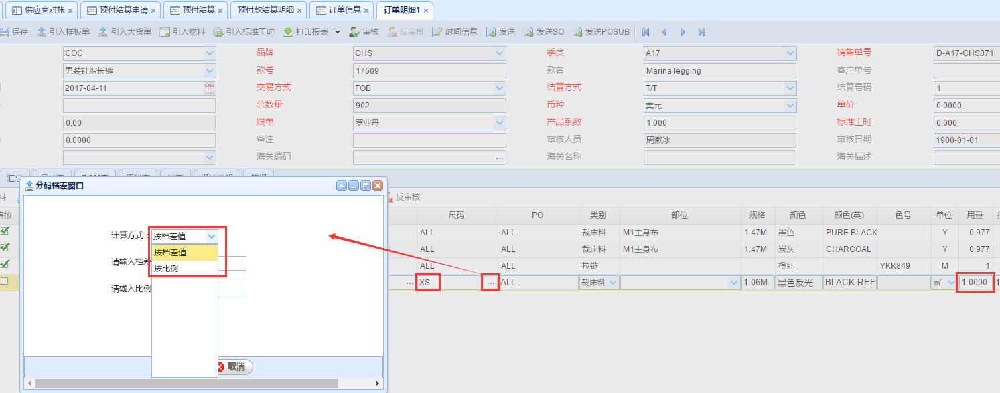 供应商对帐 × 预付结算申请 × 预付结算 × 预付款结算明细 × 订单信息 × 订单明细1 ×
保存 引入样板单 引入大货单 引入物料 引入标准工时 打印报表 审核 反审核 时间信息 发送 发送SO 发送POSUB
COC 品牌 CHS 季度 A17 销售单号 D-A17-CHS071
男装针织长裤 款号 17509 款名 Marina legging 客户单号
2017-04-11 交易方式 FOB 结算方式 T/T 结算号码 1
总数量 902 币种 美元 单价 0.0000
0.00 跟单 罗业丹 产品系数 1.000 标准工时 0.000
0.0000 备注 审核人员 周漱冰 审核日期 1900-01-01
海关编码 ... 海关名称 海关描述
汇总
分码档差窗口
料 反审核
审核 尺码 PO 类别 部位 规格 颜色 颜色(英) 色号 单位 用量
ALL ALL 裁床料 M1主身布 1.47M 黑色 PURE BLACK Y 0.977
ALL ALL 裁床料 M1主身布 1.47M 炭灰 CHARCOAL Y 0.977
ALL ALL 拉链 橙红 YKK849 M 1
... XS ... ALL 裁床料 1.06M 黑色反光 BLACK REF ㎡ 1.0000
计算方式: 按档差值
按档差值
按比例
请输入档差
请输入比例
取消